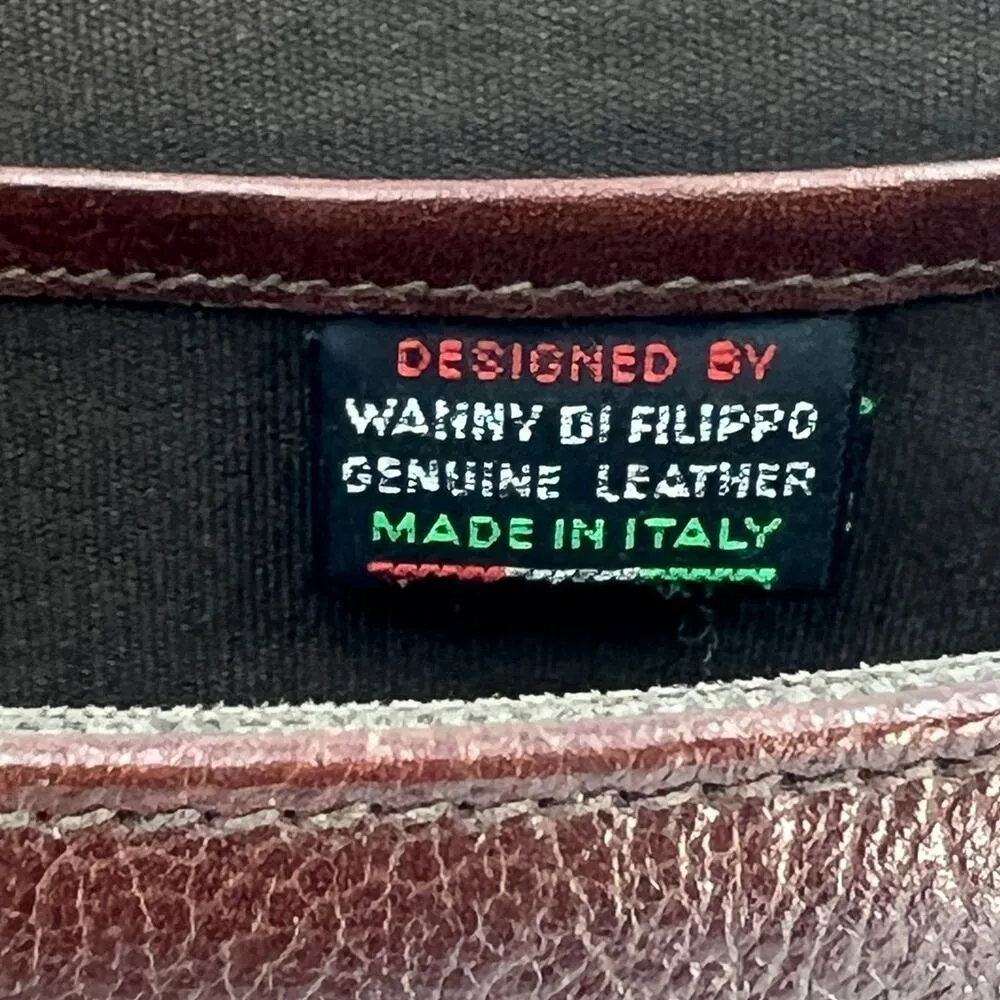 DESIGNED BY
WANNY DI FILIPPO
GENUINE LEATHER
MADE IN ITALY